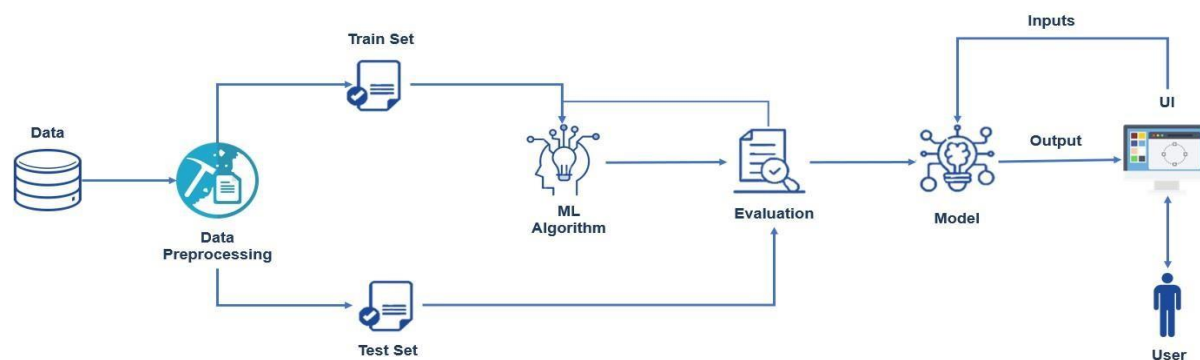 Inputs
Train Set
UI
Data
Output
ML
Algorithm
Evaluation
Model
Data
Preprocessing
Test Set
User